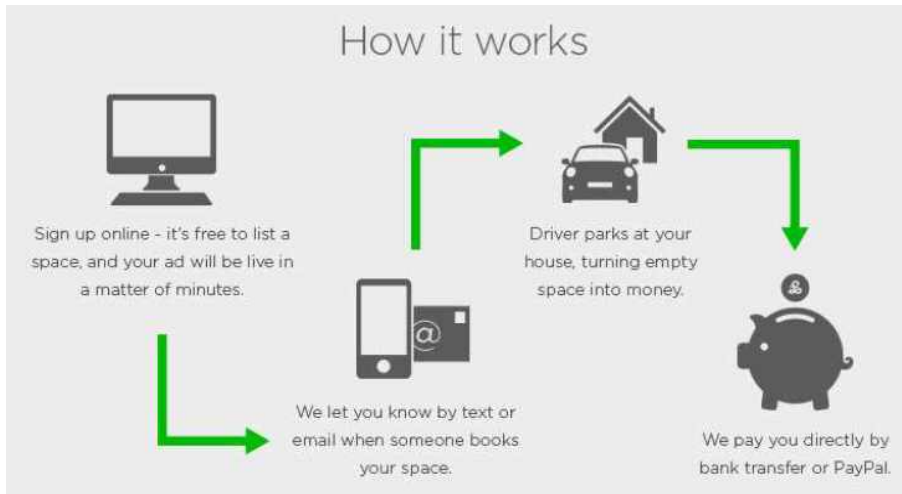 How it works
Sign up online - it's free to list a
space, and your ad will be live in
a matter of minutes.
@
We let you know by text or
email when someone books
your space.
Driver parks at your
house, turning empty
space into money.
We pay you directly by
bank transfer or PayPal.